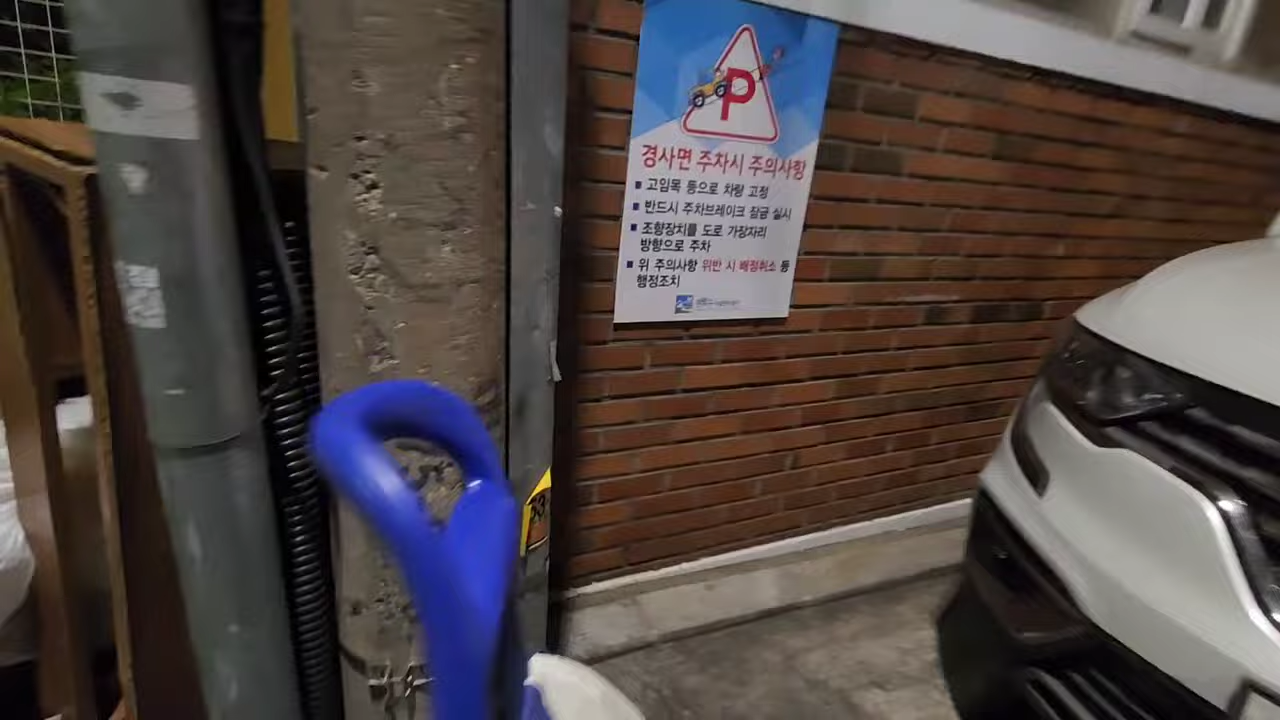 P
경사면 주차시 주의사항
▪ 고임목 등으로 차량 고정
▪ 반드시 주차브레이크 잠금 실시
▪ 조향장치를 도로 가장자리
방향으로 주차
▪ 위 주의사항 위반 시 배정취소 등
행정조치